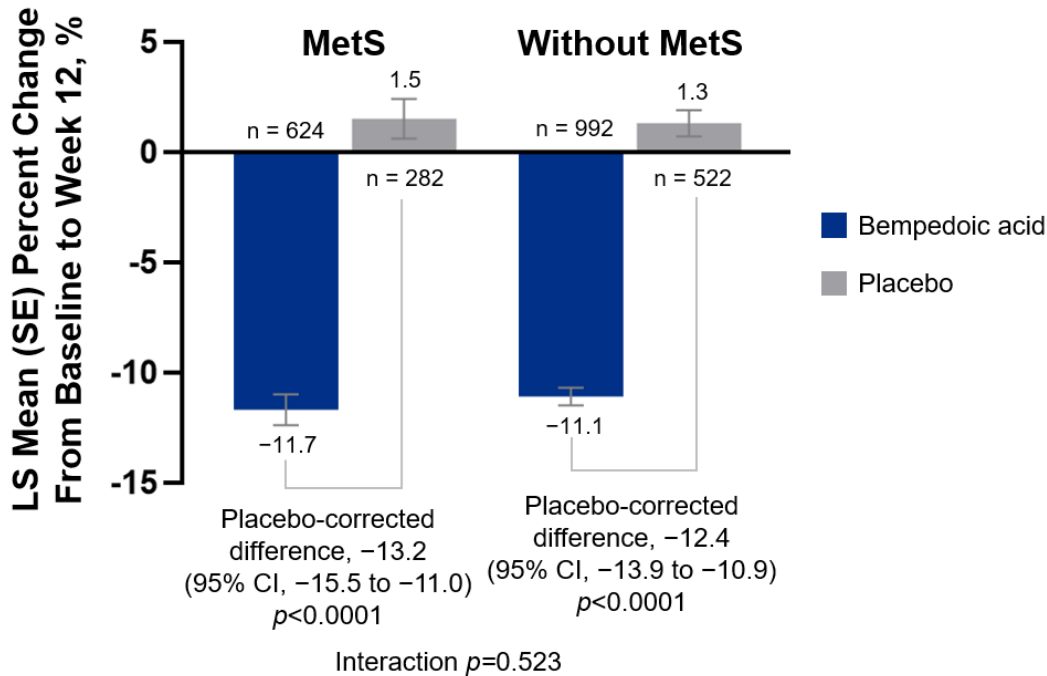 LS Mean (SE) Percent Change
From Baseline to Week 12, %
5
0
-5
-10
-15
MetS
Without MetS
1.5
1.3
n = 624
n = 992
n = 282
n = 522
−11.7
−11.1
Bempedoic acid
Placebo
Placebo-corrected
difference, −13.2
(95% CI, −15.5 to −11.0)
p<0.0001
Placebo-corrected
difference, −12.4
(95% CI, −13.9 to −10.9)
p<0.0001
Interaction p=0.523